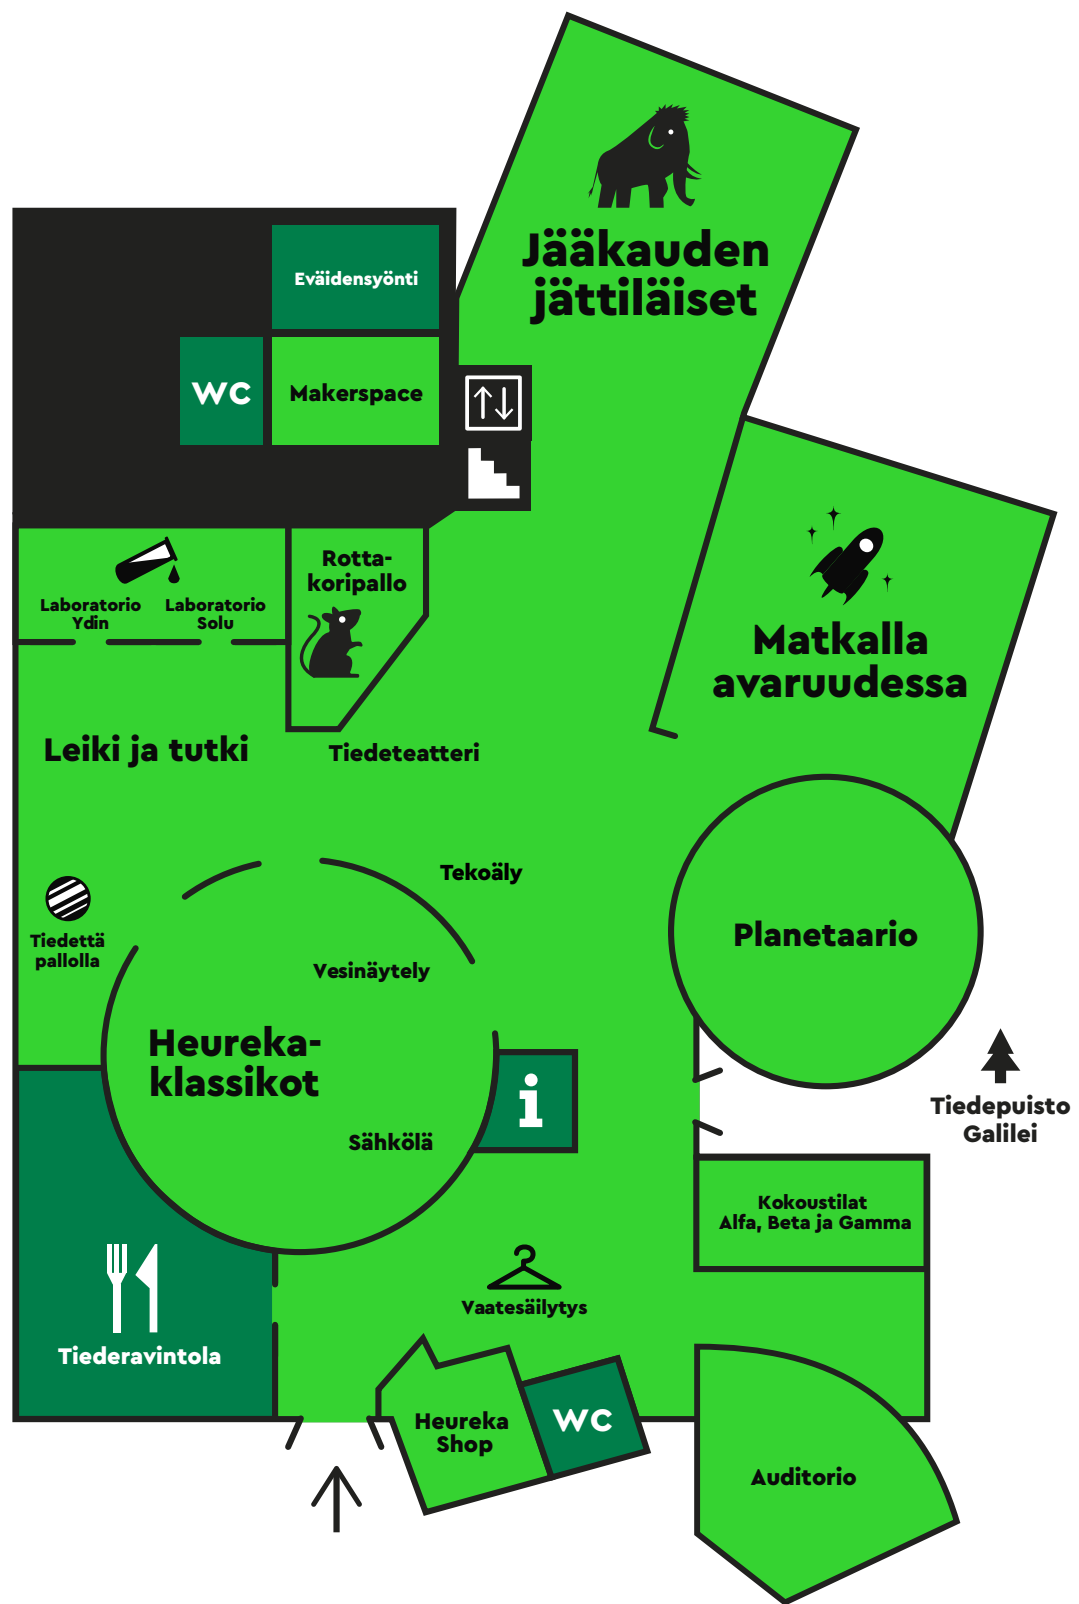 Jääkauden
jättiläiset
Eväidensyönti
WC
Makerspace
Rotta-
koripallo
Laboratorio
Ydin
Laboratorio
Solu
Matkalla
avaruudessa
Leiki ja tutki
Tiedeteatteri
Tekoäly
Tiedettä
pallolla
Planetaario
Vesinäytely
Heureka-
klassikot
i
Sähkölä
Tiedepuisto
Galilei
Kokoustilat
Alfa, Beta ja Gamma
Vaatesäilytys
Tiederavintola
Heureka
Shop
WC
Auditorio